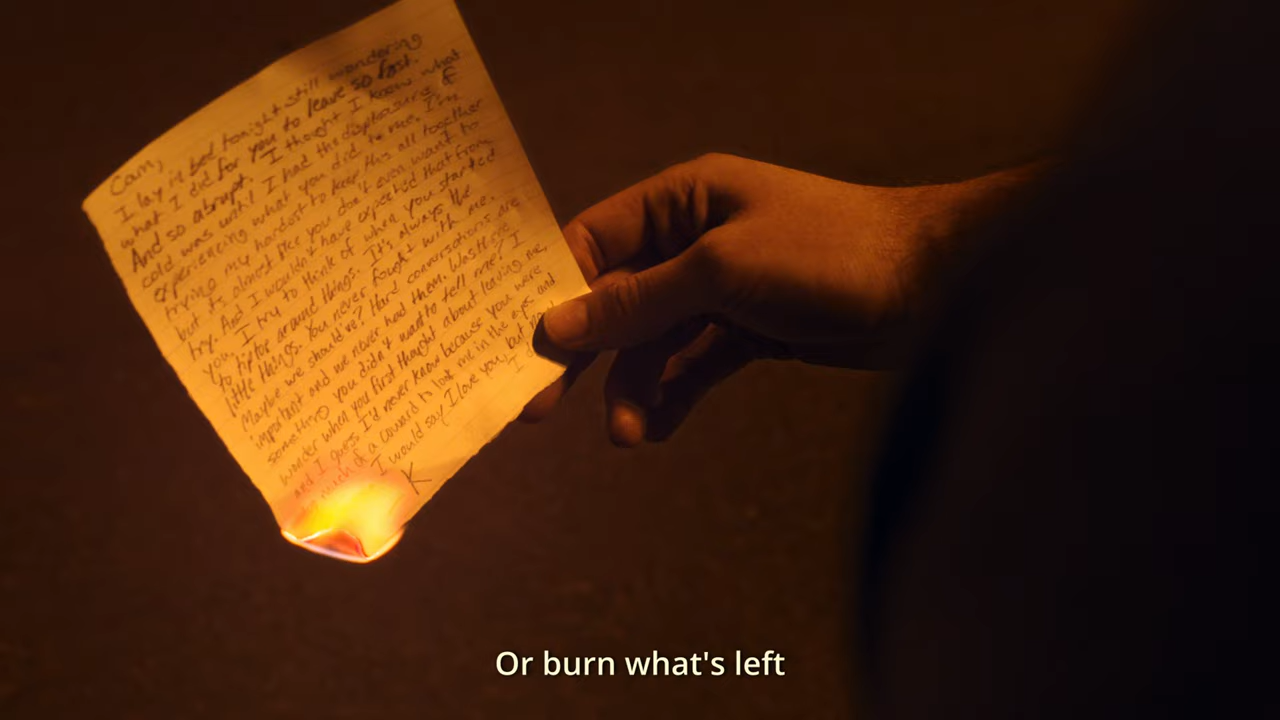 Cam,
I lay in bed tonight still wondering
what I did for you to leave so fast.
And so abrupt. I thought I knew what
cold was until I had the displeasure of
experiencing what you did to me. I'm
trying my hardest to keep this all together
but it's almost like you don't even want to
try. And I wouldn't have expected that from
you. I try to think of when you started
to tiptoe around things. It's always the
little things. You never fought with me.
Maybe we should've? Hard conversations are
important and we never had them. Was there
something you didn't want to tell me? I
wonder when you first thought about leaving me,
and I guess I'd never know because you were
too much of a coward to look me in the eyes and
I would say I love you, but
I
K
Or burn what's left